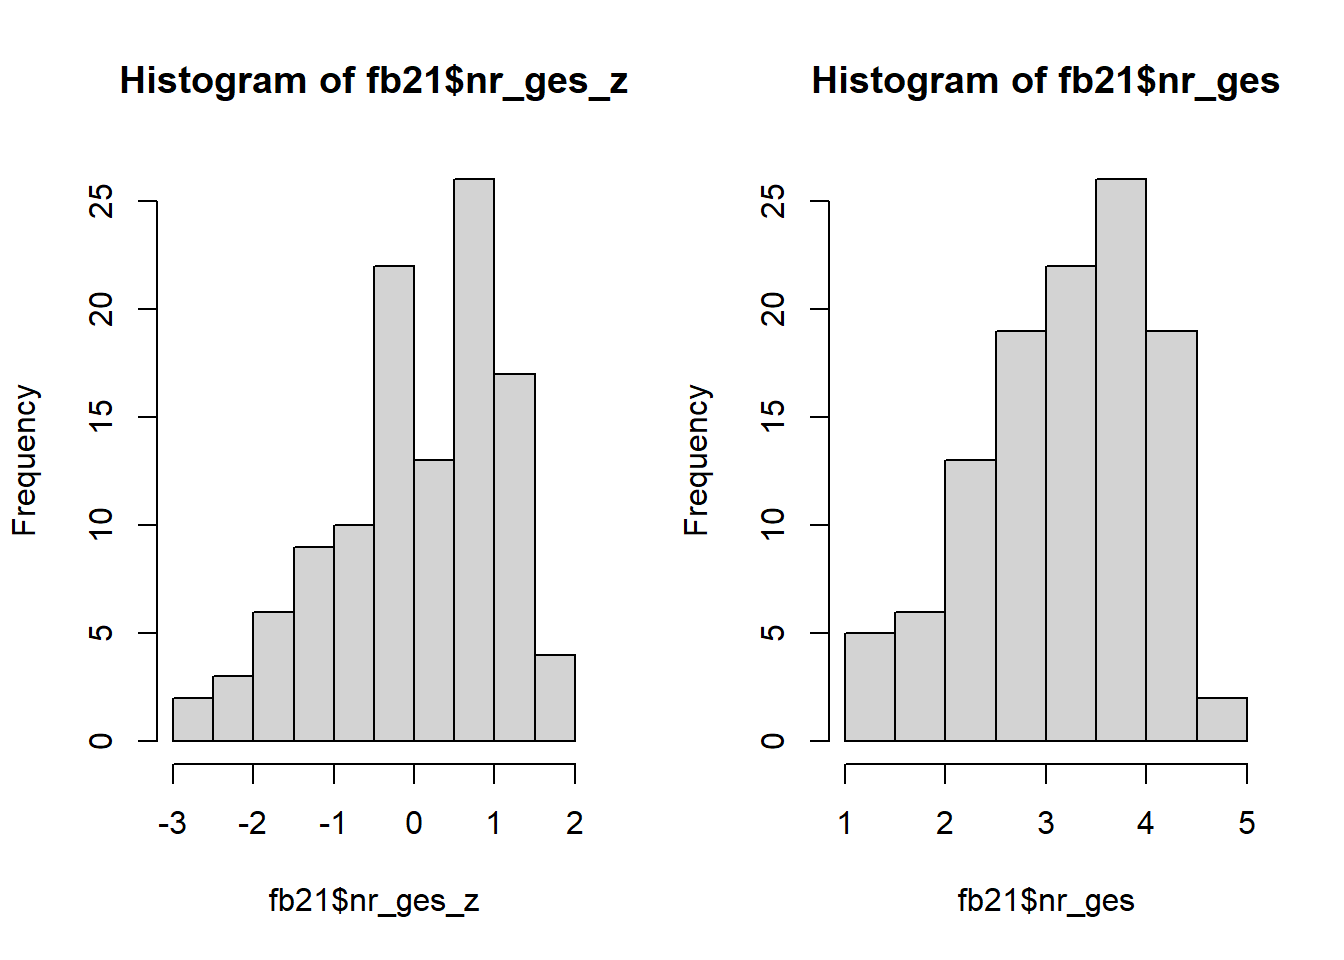 Histogram of fb21$nr_ges_z
Frequency
25
20
15
10
5
0
-3 -2 -1 0 1 2
fb21$nr_ges_z
Histogram of fb21$nr_ges
Frequency
25
20
15
10
5
0
1 2 3 4 5
fb21$nr_ges